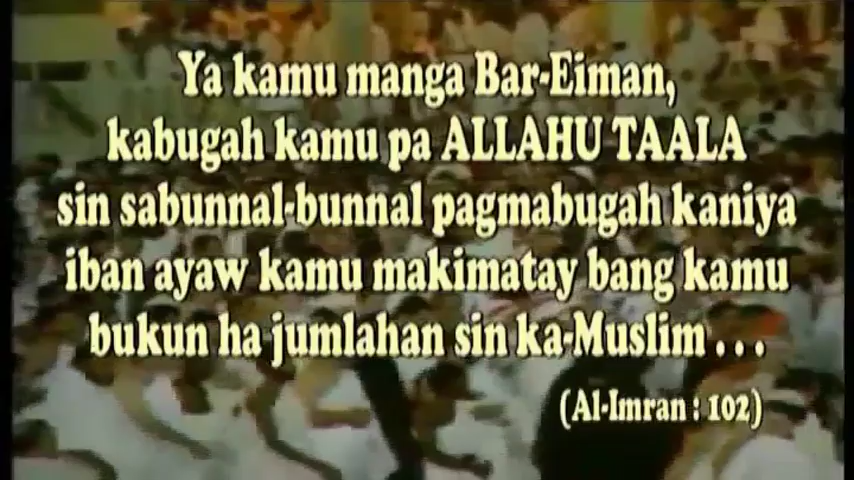 Ya kamu manga Bar-Eiman,
kabugah kamu pa ALLAHU TAALA
sin sabunnal-bunnal pagmabugah kaniya
iban ayaw kamu makimatay bang kamu
bukun ha jumlahan sin ka-Muslim . . .
(Al-Imran : 102)